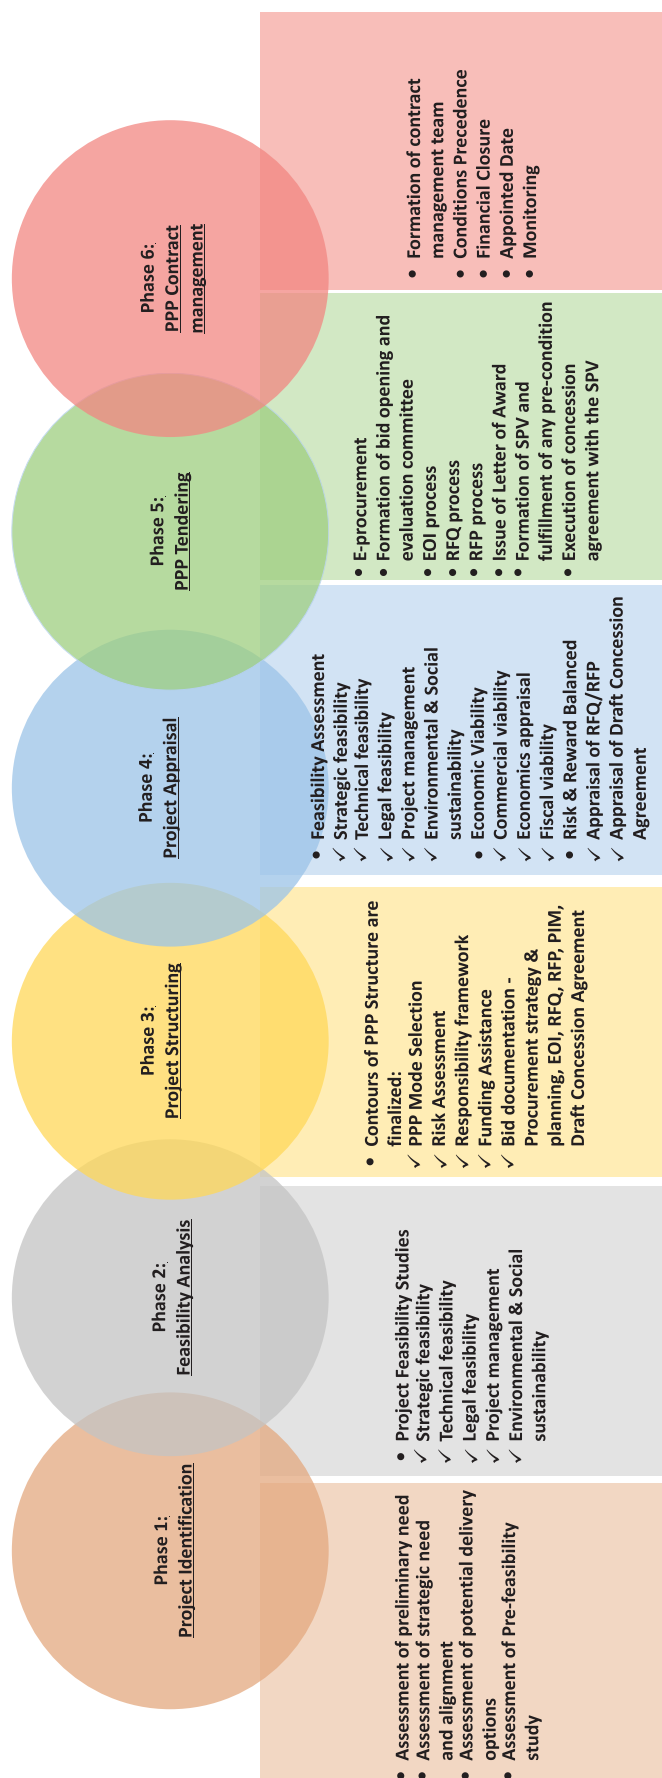 Phase 1:
Project Identification
• Assessment of preliminary need
• Assessment of strategic need
and alignment
• Assessment of potential delivery
options
• Assessment of Pre-feasibility
study
Phase 2:
Feasibility Analysis
• Project Feasibility Studies
✓ Strategic feasibility
✓ Technical feasibility
✓ Legal feasibility
✓ Project management
✓ Environmental & Social
sustainability
Phase 3:
Project Structuring
• Contours of PPP Structure are
finalized:
✓ PPP Mode Selection
✓ Risk Assessment
✓ Responsibility framework
✓ Funding Assistance
✓ Bid documentation -
Procurement strategy &
planning, EOI, RFQ, RFP, PIM,
Draft Concession Agreement
Phase 4:
Project Appraisal
• Feasibility Assessment
✓ Strategic feasibility
✓ Technical feasibility
✓ Legal feasibility
✓ Project management
✓ Environmental & Social
sustainability
• Economic Viability
✓ Commercial viability
✓ Economics appraisal
✓ Fiscal viability
• Risk & Reward Balanced
✓ Appraisal of RFQ/RFP
✓ Appraisal of Draft Concession
Agreement
Phase 5:
PPP Tendering
• E-procurement
• Formation of bid opening and
evaluation committee
• EOI process
• RFQ process
• RFP process
• Issue of Letter of Award
• Formation of SPV and
fulfillment of any pre-condition
• Execution of concession
agreement with the SPV
Phase 6:
PPP Contract
management
• Formation of contract
management team
• Conditions Precedence
• Financial Closure
• Appointed Date
• Monitoring